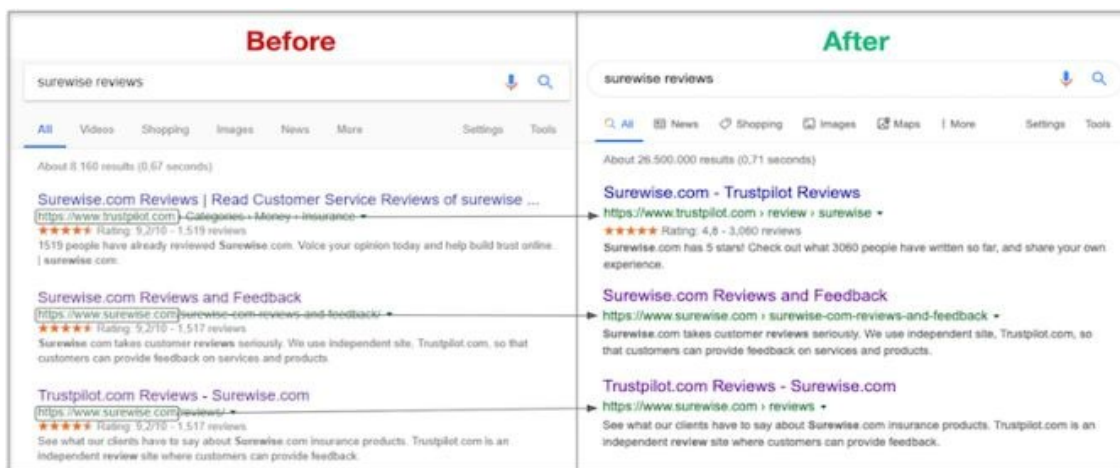 Before
surewise reviews
All Videos Shopping Images News More Settings Tools
About 8.160 results (0,67 seconds)
Surewise.com Reviews | Read Customer Service Reviews of surewise ...
https://www.trustpilot.com › Categories › Money › Insurance
Rating: 9,2/10 - 1.519 reviews
1519 people have already reviewed Surewise.com. Voice your opinion today and help build trust online.
| surewise.com.
Surewise.com Reviews and Feedback
https://www.surewise.com/surewise-com-reviews-and-feedback/
Rating: 9,2/10 - 1.517 reviews
Surewise.com takes customer reviews seriously. We use independent site, Trustpilot.com, so that
customers can provide feedback on services and products.
Trustpilot.com Reviews - Surewise.com
https://www.surewise.com/reviews/
Rating: 9,2/10 - 1.517 reviews
See what our clients have to say about Surewise.com insurance products. Trustpilot.com is an
independent review site where customers can provide feedback.
After
surewise reviews
All News Shopping Images Maps More Settings Tools
About 26.500.000 results (0,71 seconds)
Surewise.com - Trustpilot Reviews
https://www.trustpilot.com › review › surewise
Rating: 4,8 - 3,060 reviews
Surewise.com has 5 stars! Check out what 3060 people have written so far, and share your own
experience.
Surewise.com Reviews and Feedback
https://www.surewise.com › surewise-com-reviews-and-feedback
Surewise.com takes customer reviews seriously. We use independent site, Trustpilot.com, so
that customers can provide feedback on services and products.
Trustpilot.com Reviews - Surewise.com
https://www.surewise.com › reviews
See what our clients have to say about Surewise.com insurance products. Trustpilot.com is an
independent review site where customers can provide feedback.